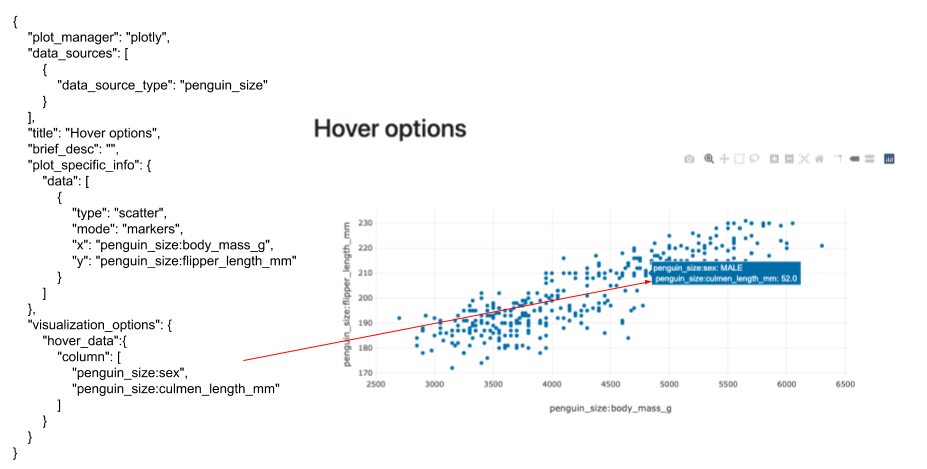 {
"plot_manager": "plotly",
"data_sources": [
{
"data_source_type": "penguin_size"
}
],
"title": "Hover options",
"brief_desc": "",
"plot_specific_info": {
"data": [
{
"type": "scatter",
"mode": "markers",
"x": "penguin_size:body_mass_g",
"y": "penguin_size:flipper_length_mm"
}
]
},
"visualization_options": {
"hover_data":{
"column": [
"penguin_size:sex",
"penguin_size:culmen_length_mm"
]
}
}
}
Hover options
penguin_size:flipper_length_mm
230
220
210
200
190
180
170
penguin_size:sex: MALE
penguin_size:culmen_length_mm: 52.0
2500 3000 3500 4000 4500 5000 5500 6000 6500
penguin_size:body_mass_g